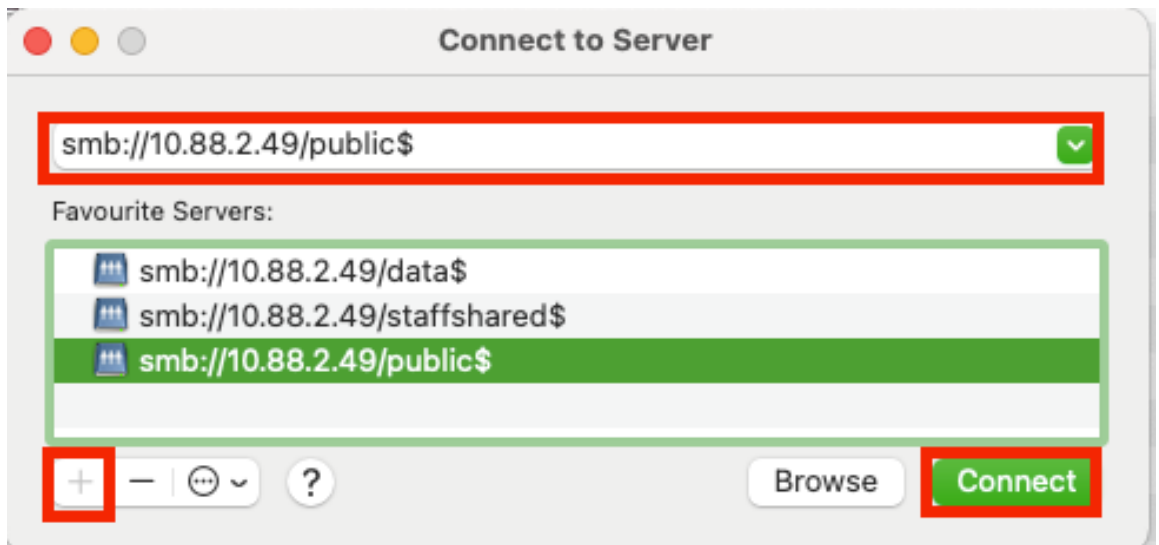 Connect to Server
smb://10.88.2.49/public$
Favourite Servers:
smb://10.88.2.49/data$
smb://10.88.2.49/staffshared$
smb://10.88.2.49/public$
+ − ?
Browse Connect